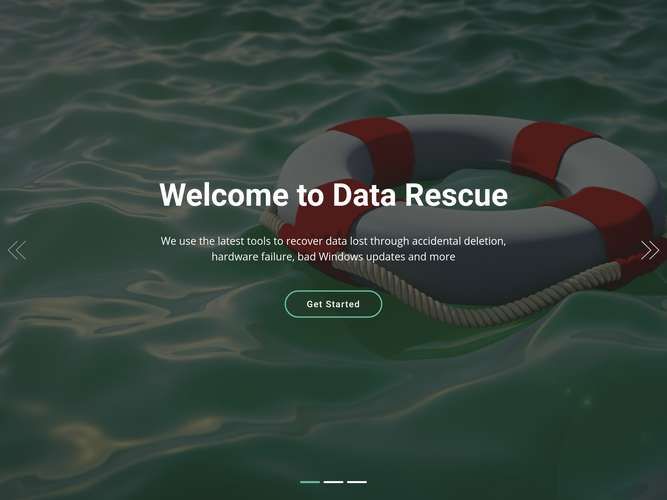 Welcome to Data Rescue
We use the latest tools to recover data lost through accidental deletion,
hardware failure, bad Windows updates and more
Get Started